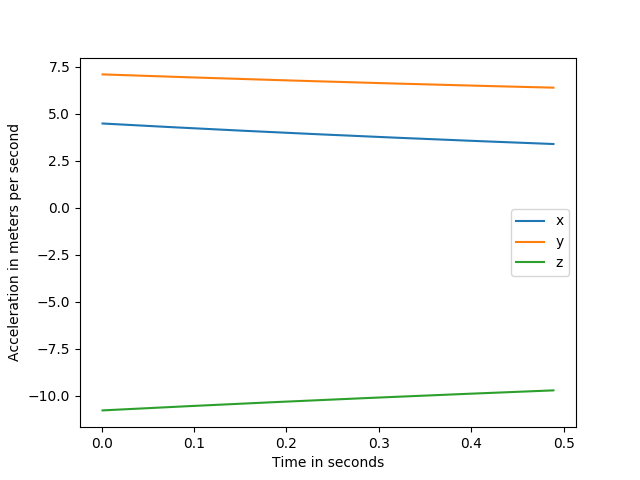 7.5
5.0
2.5
0.0
−2.5
−5.0
−7.5
−10.0
Acceleration in meters per second
x
y
z
0.0 0.1 0.2 0.3 0.4 0.5
Time in seconds